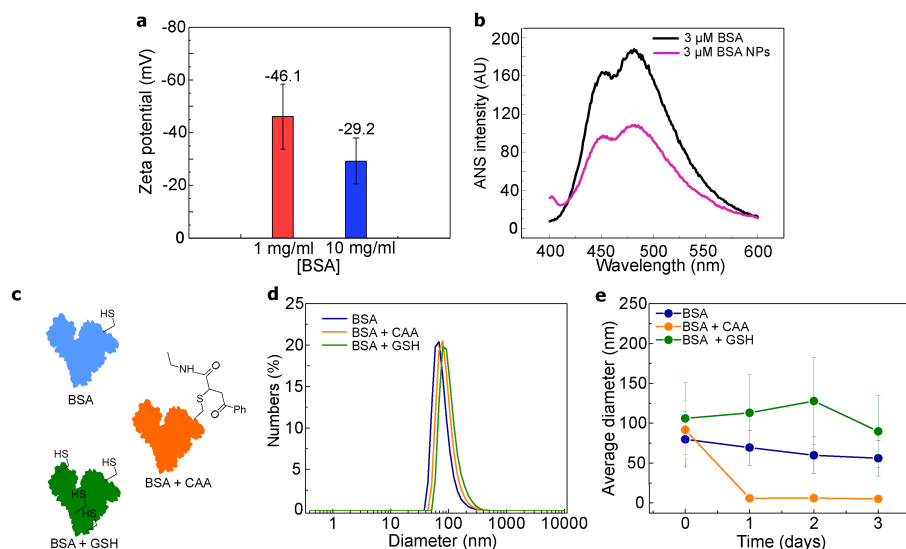 a
Zeta potential (mV)
-80
-60
-40
-20
0
-46.1
-29.2
1 mg/ml
10 mg/ml
[BSA]
b
ANS intensity (AU)
200
160
120
80
40
0
3 µM BSA
3 µM BSA NPs
400
450
500
550
600
Wavelength (nm)
c
HS
BSA
NH
O
S
O
Ph
BSA + CAA
HS
HS
HS
HS
BSA + GSH
d
Numbers (%)
25
20
15
10
5
0
BSA
BSA + CAA
BSA + GSH
1
10
100
1000
10000
Diameter (nm)
e
Average diameter (nm)
250
200
150
100
50
0
BSA
BSA + CAA
BSA + GSH
0
1
2
3
Time (days)